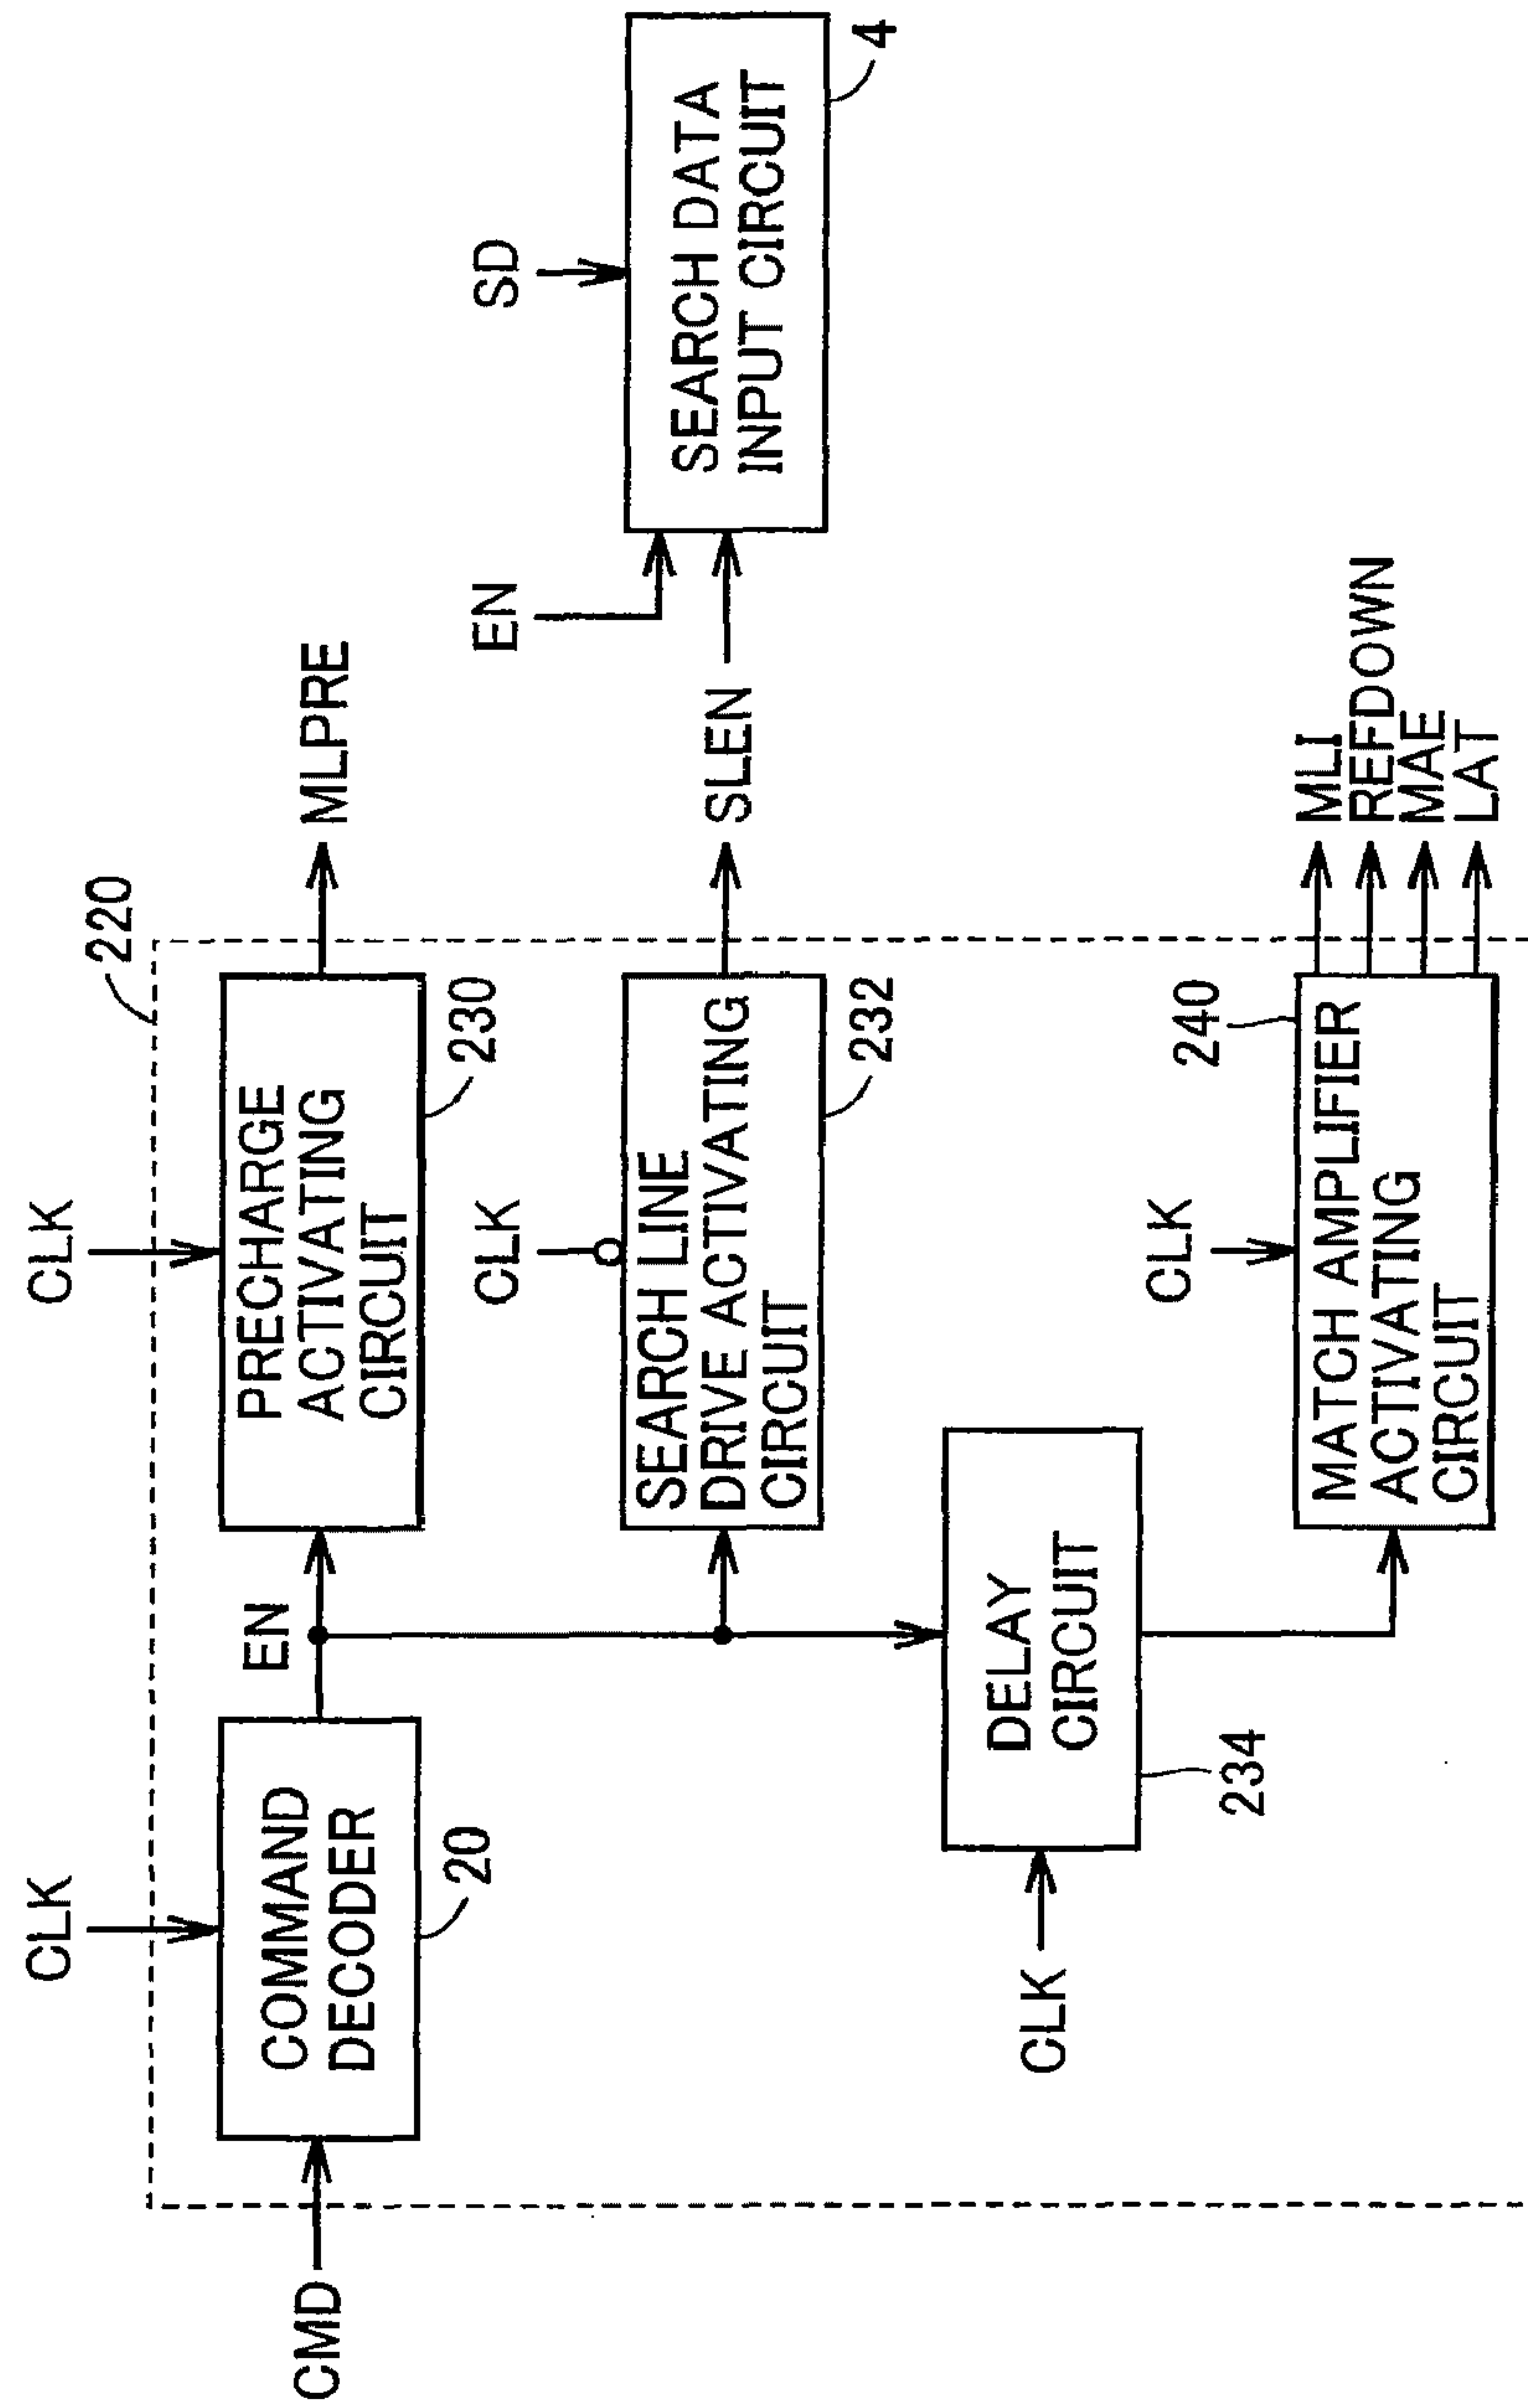 220
CLK
CLK
CMD
COMMAND
DECODER
20
EN
PRECHARGE
ACTIVATING
CIRCUIT
230
MLPRE
CLK
SEARCH LINE
DRIVE ACTIVATING
CIRCUIT
232
SLEN
EN
SD
SEARCH DATA
INPUT CIRCUIT
4
CLK
DELAY
CIRCUIT
234
CLK
MATCH AMPLIFIER
ACTIVATING
CIRCUIT
240
MLI
REFDOWN
MAE
LAT